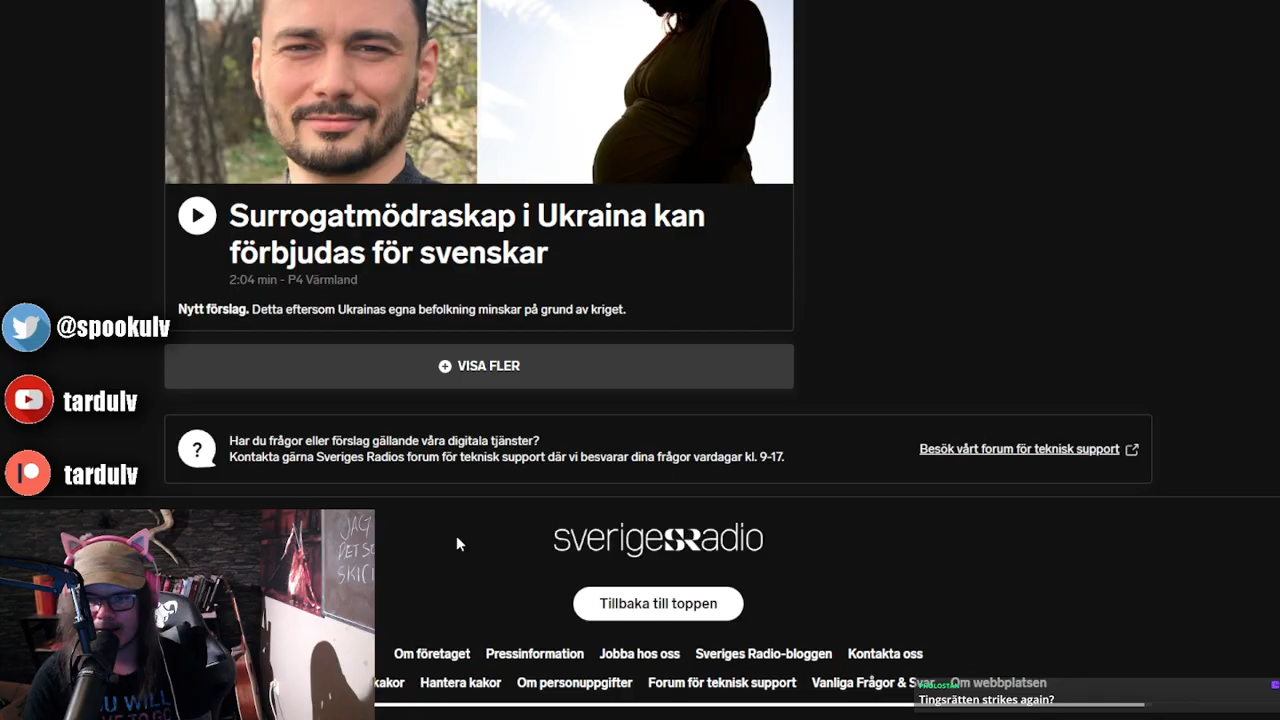 Surrogatmödraskap i Ukraina kan
förbjudas för svenskar
2:04 min - P4 Värmland
Nytt förslag. Detta eftersom Ukrainas egna befolkning minskar på grund av kriget.
@spookulv
VISA FLER
tardulv
Har du frågor eller förslag gällande våra digitala tjänster?
Kontakta gärna Sveriges Radios forum för teknisk support där vi besvarar dina frågor vardagar kl. 9-17.
Besök vårt forum för teknisk support
tardulv
sverigesRadio
JAG
SKI
Tillbaka till toppen
Om företaget Pressinformation Jobba hos oss Sveriges Radio-bloggen Kontakta oss
kakor Hantera kakor Om personuppgifter Forum för teknisk support Vanliga Frågor & Svar Om webbplatsen
Tingsrätten strikes again?
YOU WILL